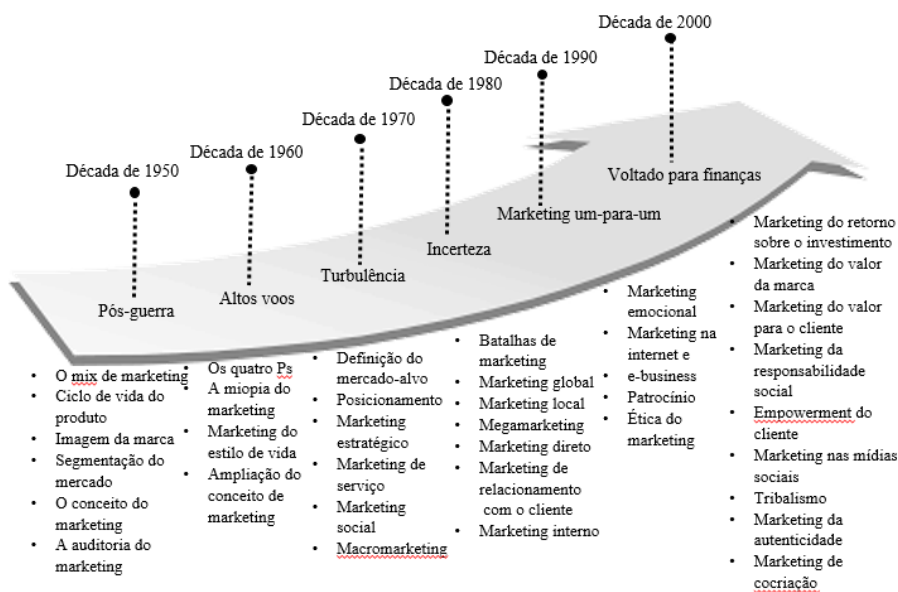 Década de 1950
Pós-guerra
• O mix de marketing
• Ciclo de vida do
produto
• Imagem da marca
• Segmentação do
mercado
• O conceito do
marketing
• A auditoria do
marketing
Década de 1960
Altos voos
• Os quatro Ps
• A miopia do
marketing
• Marketing do
estilo de vida
• Ampliação do
conceito de
marketing
Década de 1970
Turbulência
• Definição do
mercado-alvo
• Posicionamento
• Marketing
estratégico
• Marketing de
serviço
• Marketing
social
• Macromarketing
Década de 1980
Incerteza
• Batalhas de
marketing
• Marketing global
• Marketing local
• Megamarketing
• Marketing direto
• Marketing de
relacionamento
com o cliente
• Marketing interno
Década de 1990
Marketing um-para-um
• Marketing
emocional
• Marketing na
internet e
• e-business
• Patrocínio
• Ética do
marketing
Década de 2000
Voltado para finanças
• Marketing do retorno
sobre o investimento
• Marketing do valor
da marca
• Marketing do valor
para o cliente
• Marketing da
responsabilidade
social
• Empowerment do
cliente
• Marketing nas mídias
sociais
• Tribalismo
• Marketing da
autenticidade
• Marketing de
cocriação